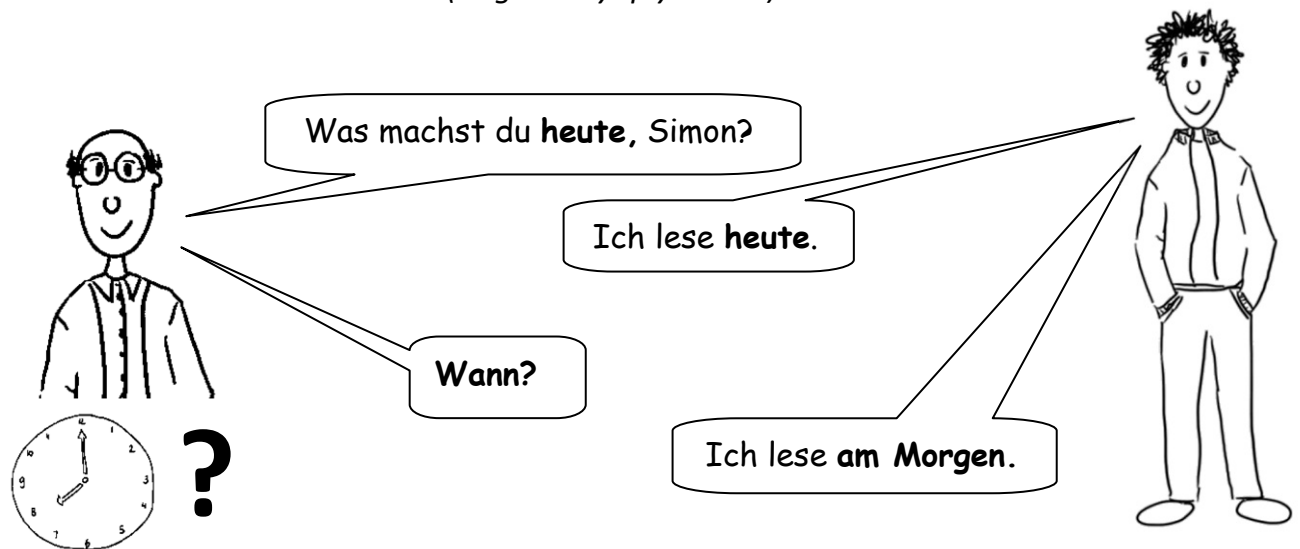 Was machst du heute, Simon?
Ich lese heute.
Wann?
Ich lese am Morgen.
?